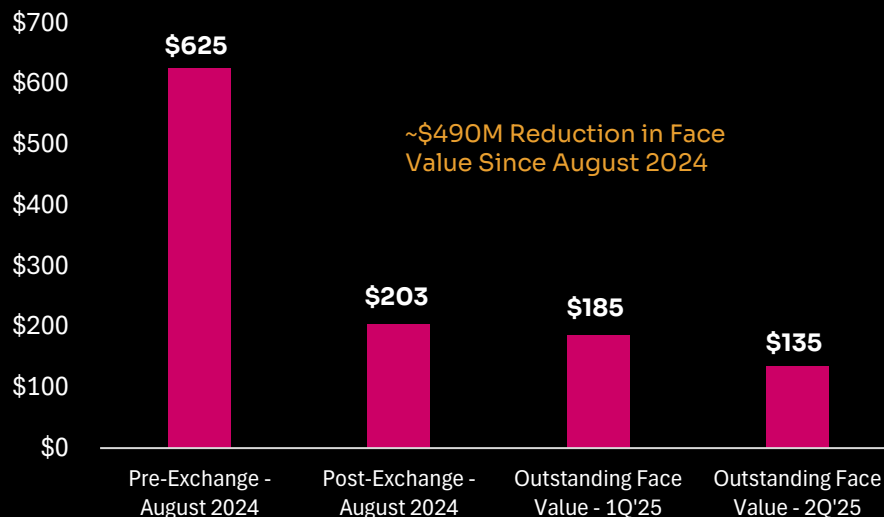 $700
$600
$500
$400
$300
$200
$100
$0
$625
$203
$185
$135
~$490M Reduction in Face
Value Since August 2024
Pre-Exchange -
August 2024
Post-Exchange -
August 2024
Outstanding Face
Value - 1Q'25
Outstanding Face
Value - 2Q'25